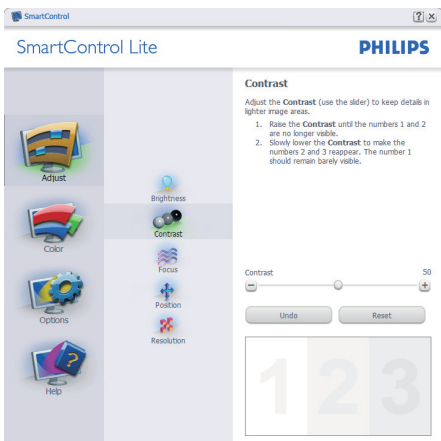 SmartControl
? ×
SmartControl Lite
PHILIPS
Adjust
Color
Options
Help
Brightness
Contrast
Focus
Position
Resolution
Contrast
Adjust the Contrast (use the slider) to keep details in
lighter image areas.
1. Raise the Contrast until the numbers 1 and 2
are no longer visible.
2. Slowly lower the Contrast to make the
numbers 2 and 3 reappear. The number 1
should remain barely visible.
Contrast 50
− +
Undo Reset
1 2 3